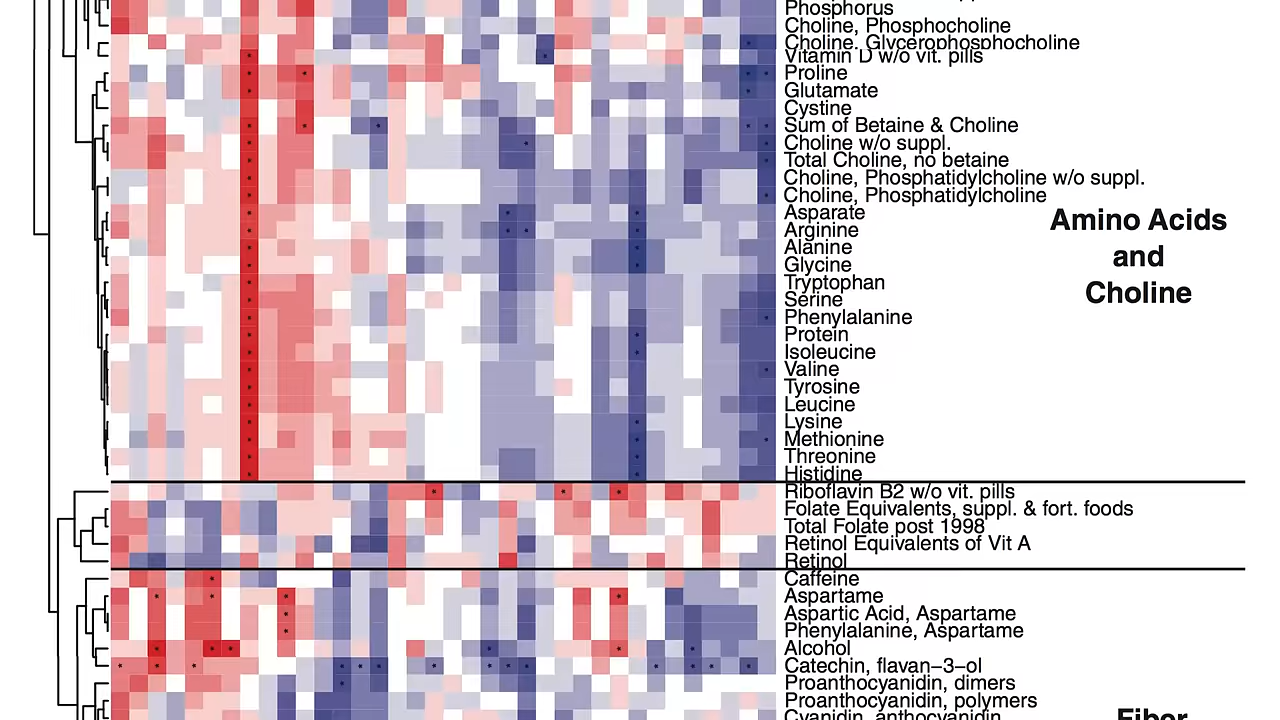 Phosphorus
Choline, Phosphocholine
Choline, Glycerophosphocholine
Vitamin D w/o vit. pills
Proline
Glutamate
Cystine
Sum of Betaine & Choline
Choline w/o suppl.
Total Choline, no betaine
Choline, Phosphatidylcholine w/o suppl.
Choline, Phosphatidylcholine
Asparate
Arginine
Alanine
Glycine
Tryptophan
Serine
Phenylalanine
Protein
Isoleucine
Valine
Tyrosine
Leucine
Lysine
Methionine
Threonine
Histidine
Amino Acids
and
Choline
Riboflavin B2 w/o vit. pills
Folate Equivalents, suppl. & fort. foods
Total Folate post 1998
Retinol Equivalents of Vit A
Retinol
Caffeine
Aspartame
Aspartic Acid, Aspartame
Phenylalanine, Aspartame
Alcohol
Catechin, flavan−3−ol
Proanthocyanidin, dimers
Proanthocyanidin, polymers
Cyanidin, anthocyanidin
Fiber